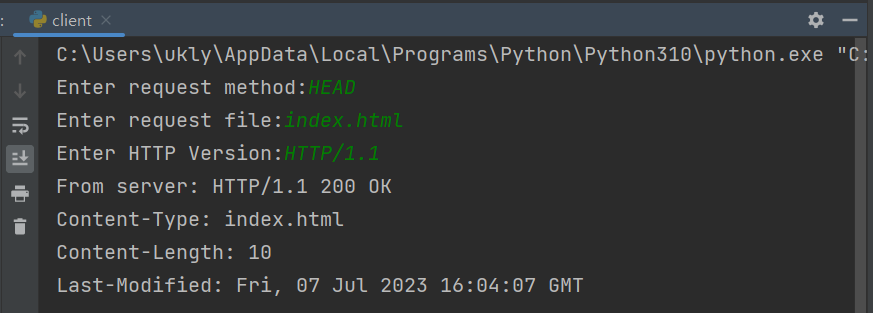 : client ×
C:\Users\ukly\AppData\Local\Programs\Python\Python310\python.exe "C:
Enter request method:HEAD
Enter request file:index.html
Enter HTTP Version:HTTP/1.1
From server: HTTP/1.1 200 OK
Content-Type: index.html
Content-Length: 10
Last-Modified: Fri, 07 Jul 2023 16:04:07 GMT